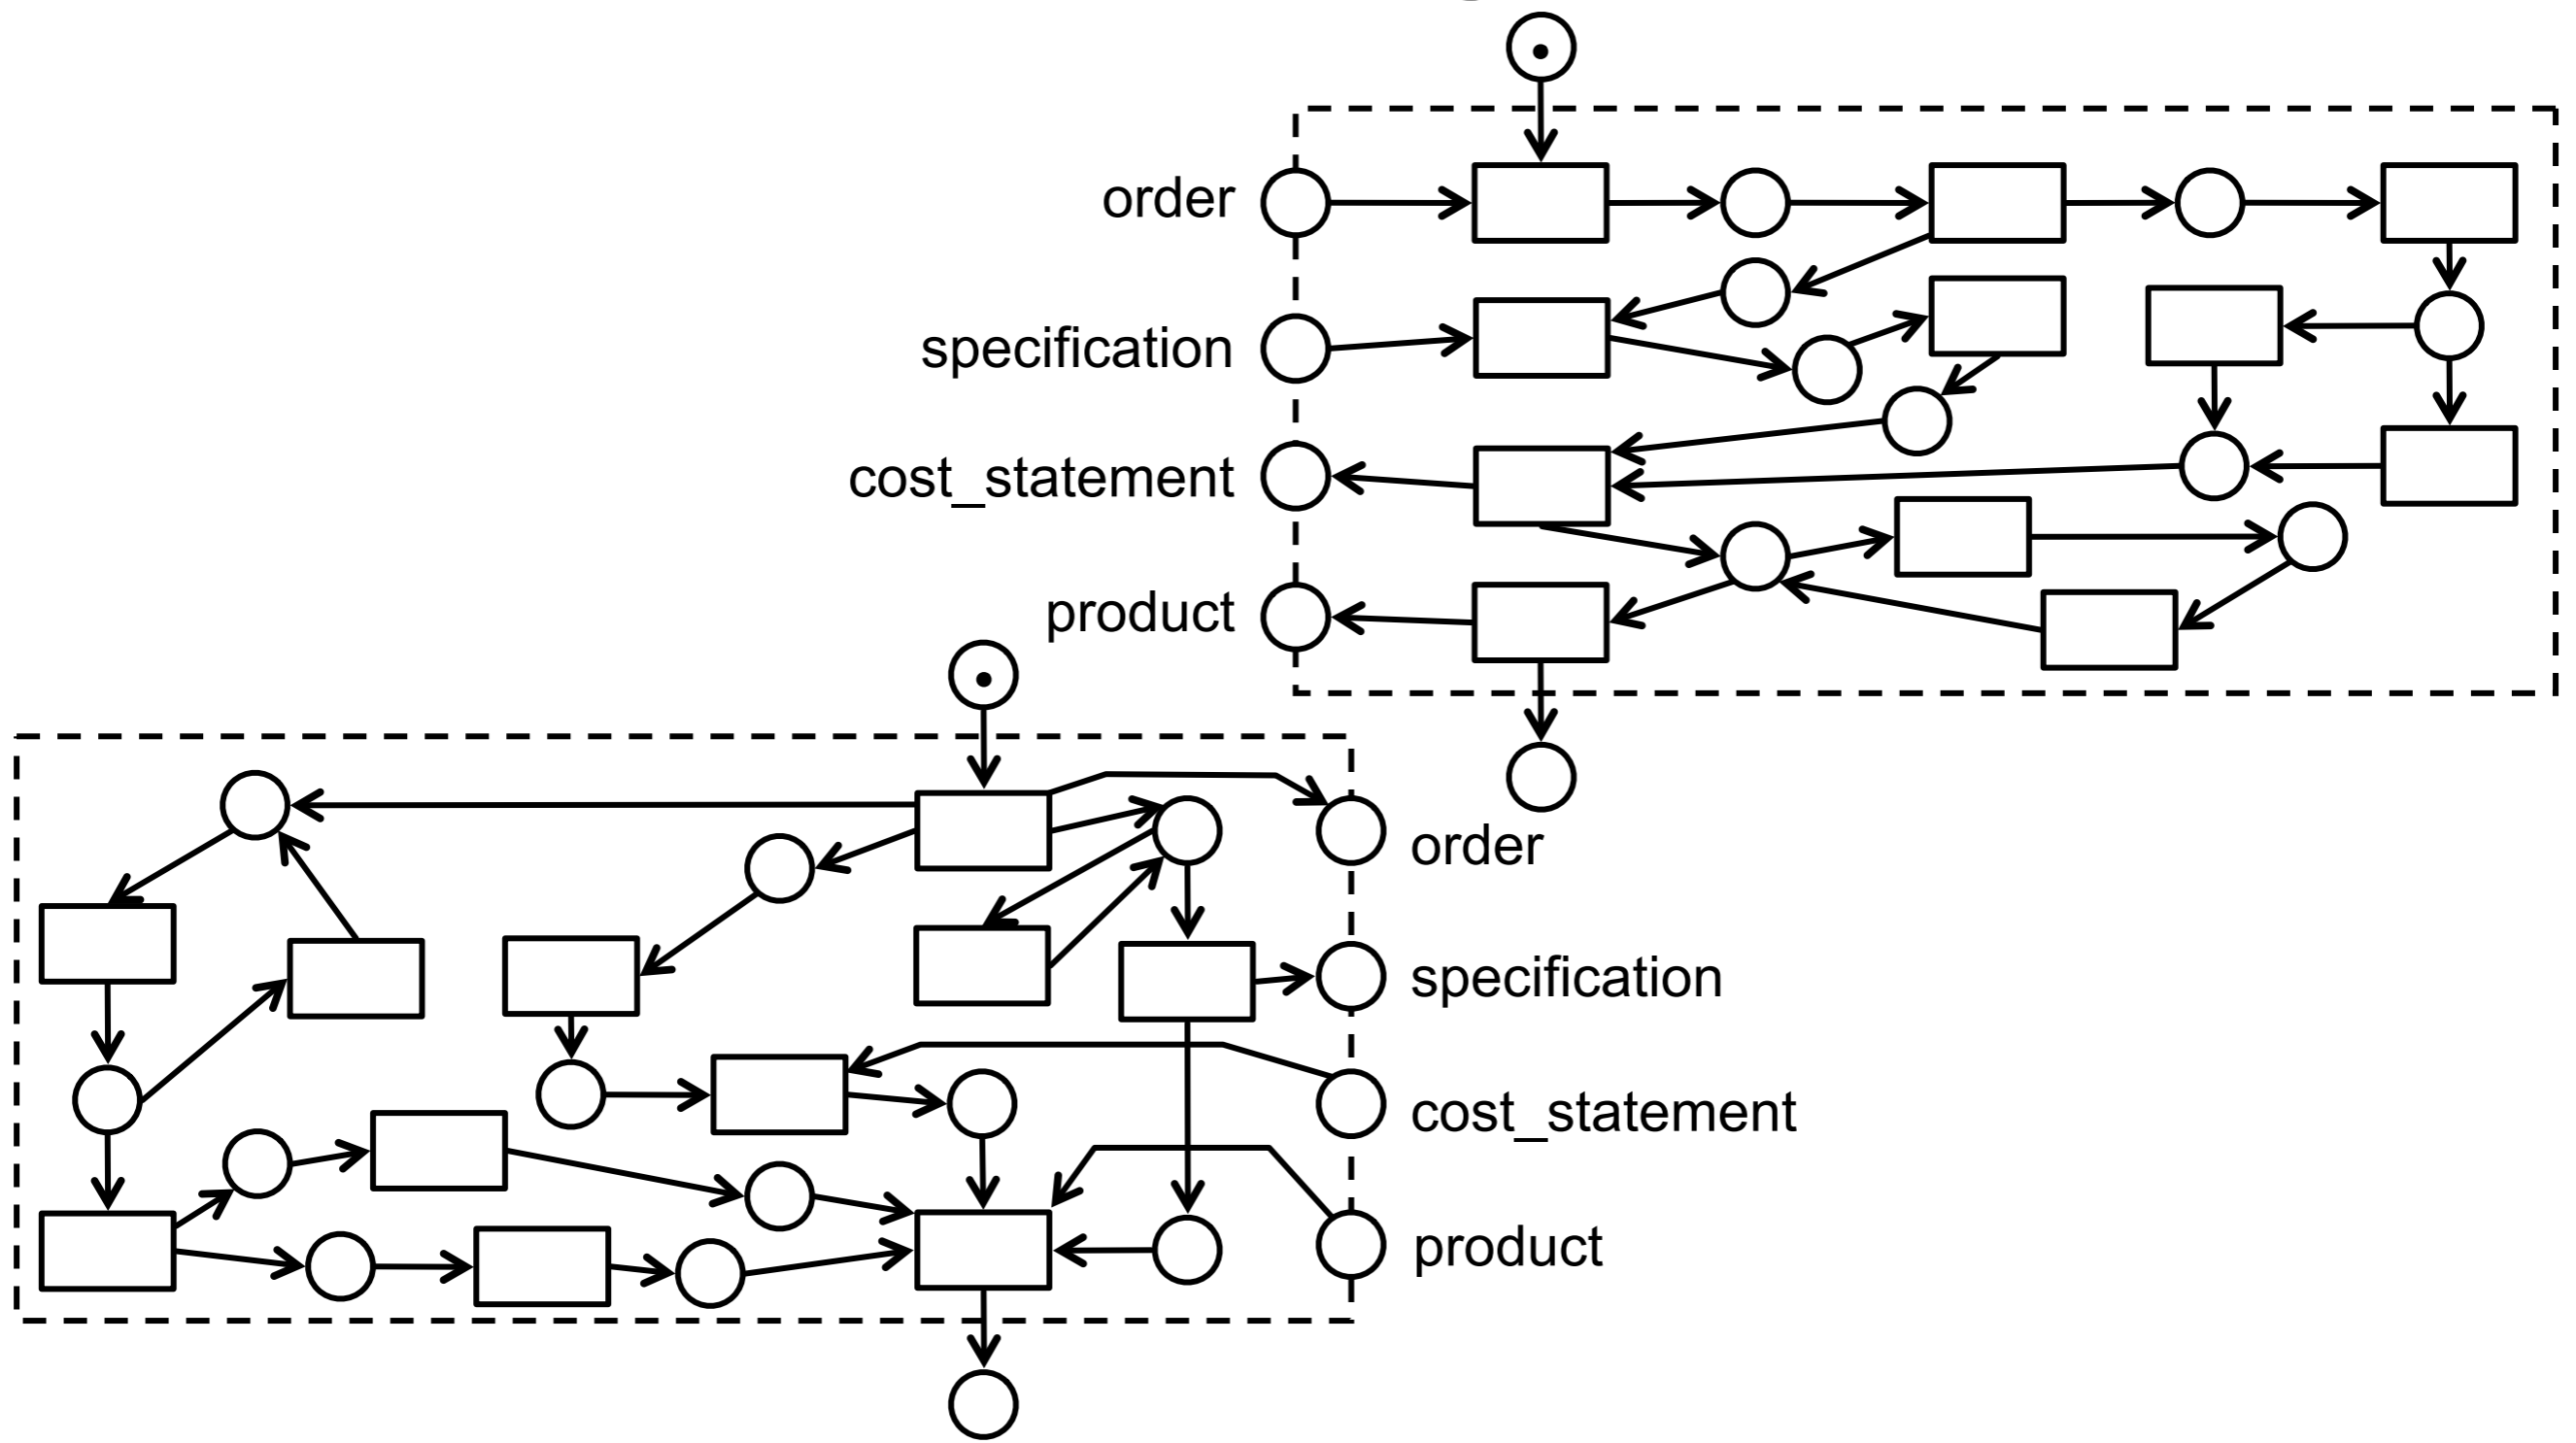 order
specification
cost_statement
product
order
specification
cost_statement
product